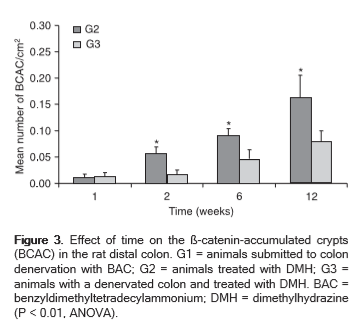 0.30
G2
G3
0.25
0.20
0.15
0.10
0.05
0.00
Mean number of BCAC/cm²
*
*
*
1
2
6
12
Time (weeks)
Figure 3. Effect of time on the ß-catenin-accumulated crypts
(BCAC) in the rat distal colon. G1 = animals submitted to colon
denervation with BAC; G2 = animals treated with DMH; G3 =
animals with a denervated colon and treated with DMH. BAC =
benzyldimethyltetradecylammonium; DMH = dimethylhydrazine
(P < 0.01, ANOVA).